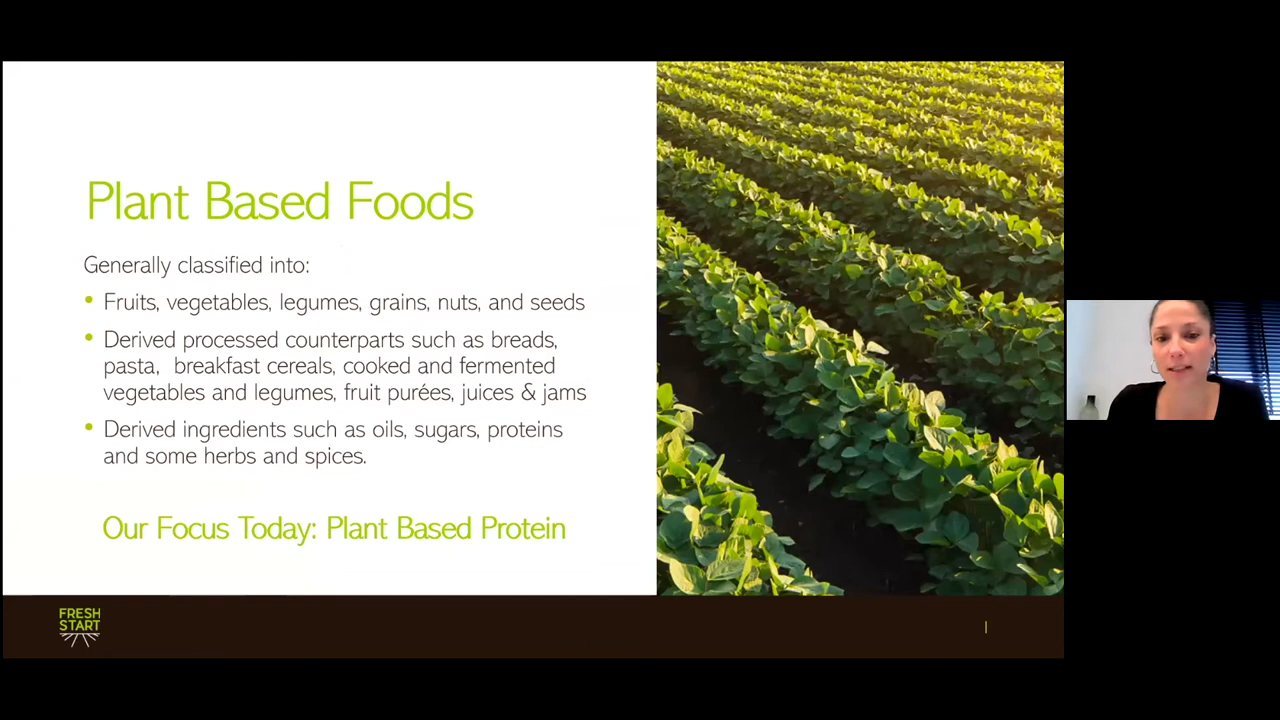 Plant Based Foods
Generally classified into:
• Fruits, vegetables, legumes, grains, nuts, and seeds
• Derived processed counterparts such as breads,
pasta,  breakfast cereals, cooked and fermented
vegetables and legumes, fruit purées, juices & jams
• Derived ingredients such as oils, sugars, proteins
and some herbs and spices.
Our Focus Today: Plant Based Protein
FRESH
START